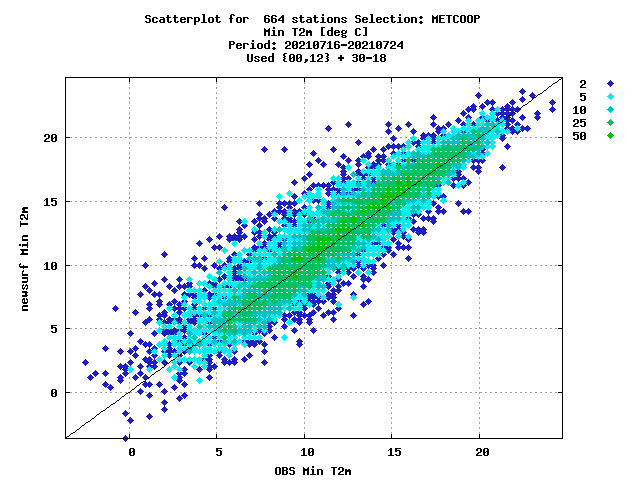 Scatterplot for  664 stations Selection: METCOOP
Min T2m [deg C]
Period: 20210716-20210724
Used {00,12} + 30-18
2
5
10
25
50
20
15
10
5
0
newsurf Min T2m
0 5 10 15 20
OBS Min T2m